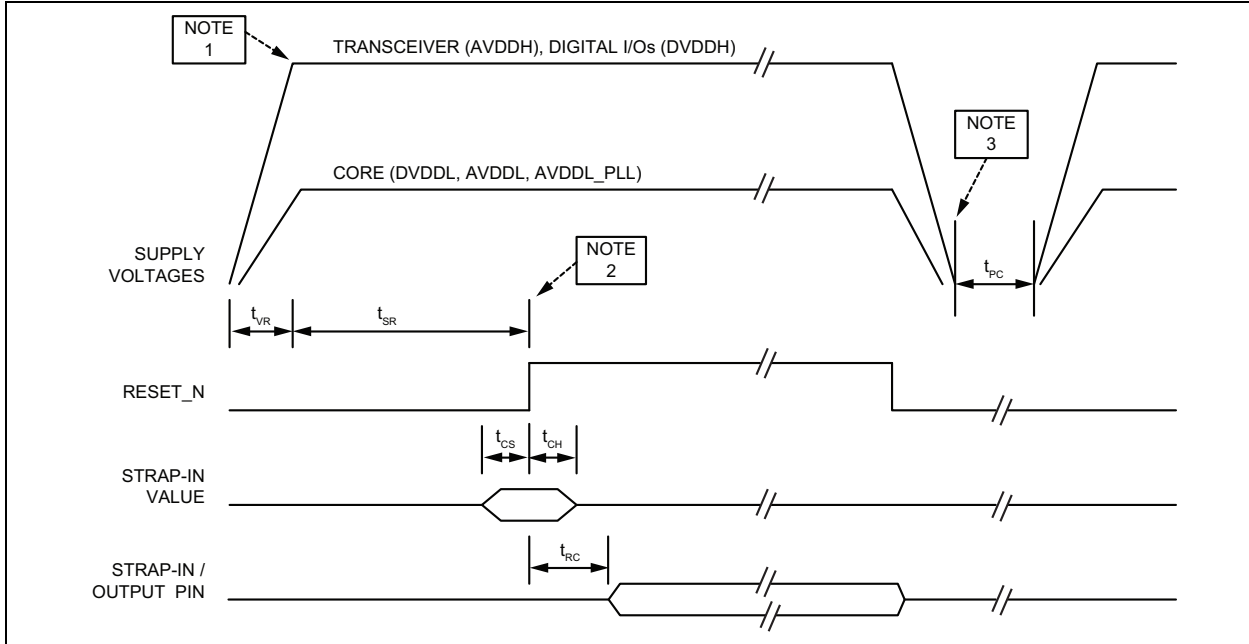 NOTE
1
TRANSCEIVER (AVDDH), DIGITAL I/Os (DVDDH)
NOTE
3
CORE (DVDDL, AVDDL, AVDDL_PLL)
SUPPLY
VOLTAGES
NOTE
2
tPC
tVR
tSR
RESET_N
tCS
tCH
STRAP-IN
VALUE
tRC
STRAP-IN /
OUTPUT PIN